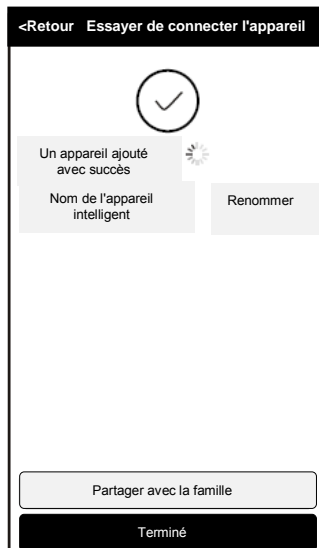 <Retour Essayer de connecter l'appareil
Un appareil ajouté
avec succès
Nom de l'appareil
intelligent
Renommer
Partager avec la famille
Terminé